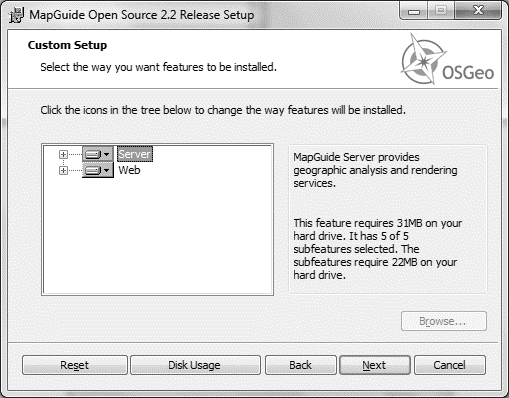 MapGuide Open Source 2.2 Release Setup
Custom Setup
Select the way you want features to be installed.
OSGeo
Click the icons in the tree below to change the way features will be installed.
Server
Web
MapGuide Server provides
geographic analysis and rendering
services.
This feature requires 31MB on your
hard drive. It has 5 of 5
subfeatures selected. The
subfeatures require 22MB on your
hard drive.
Browse...
Reset
Disk Usage
Back
Next
Cancel